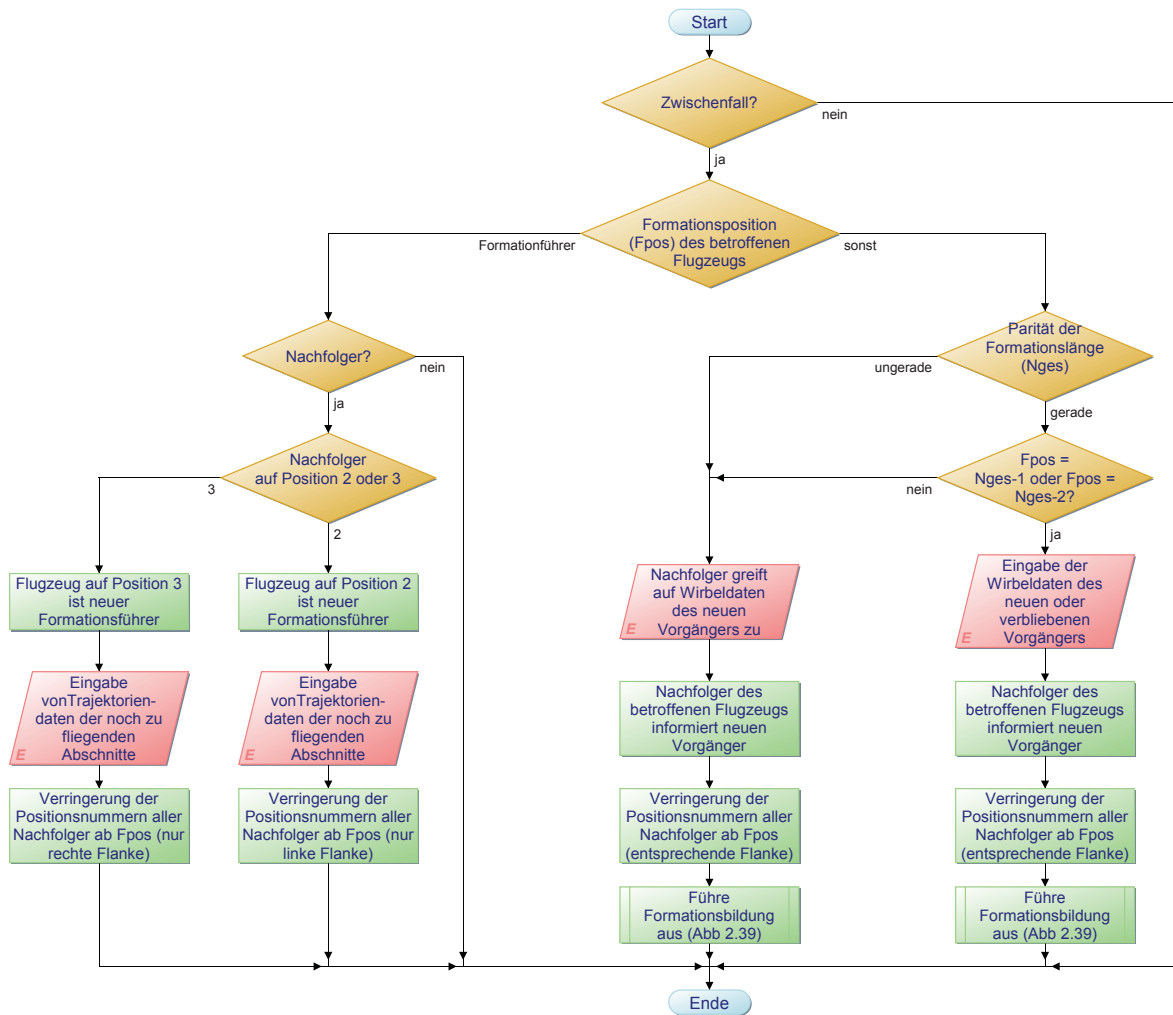 Start
Zwischenfall?
nein
ja
Formationsposition
(Fpos) des betroffenen
Flugzeugs
Formationführer
sonst
Nachfolger?
nein
ja
Parität der
Formationslänge
(Nges)
ungerade
gerade
Nachfolger
auf Position 2 oder 3
3
2
Fpos =
Nges-1 oder Fpos =
Nges-2?
nein
ja
Flugzeug auf Position 3
ist neuer
Formationsführer
Flugzeug auf Position 2
ist neuer
Formationsführer
Nachfolger greift
auf Wirbeldaten
des neuen
Vorgängers zu
E
Eingabe der
Wirbeldaten des
neuen oder
verbliebenen
Vorgängers
E
Eingabe
vonTrajektorien-
daten der noch zu
fliegenden
Abschnitte
E
Eingabe
vonTrajektorien-
daten der noch zu
fliegenden
Abschnitte
E
Nachfolger des
betroffenen Flugzeugs
informiert neuen
Vorgänger
Nachfolger des
betroffenen Flugzeugs
informiert neuen
Vorgänger
Verringerung der
Positionsnummern aller
Nachfolger ab Fpos (nur
rechte Flanke)
Verringerung der
Positionsnummern aller
Nachfolger ab Fpos (nur
linke Flanke)
Verringerung der
Positionsnummern aller
Nachfolger ab Fpos
(entsprechende Flanke)
Verringerung der
Positionsnummern aller
Nachfolger ab Fpos
(entsprechende Flanke)
Führe
Formationsbildung
aus (Abb 2.39)
Führe
Formationsbildung
aus (Abb 2.39)
Ende